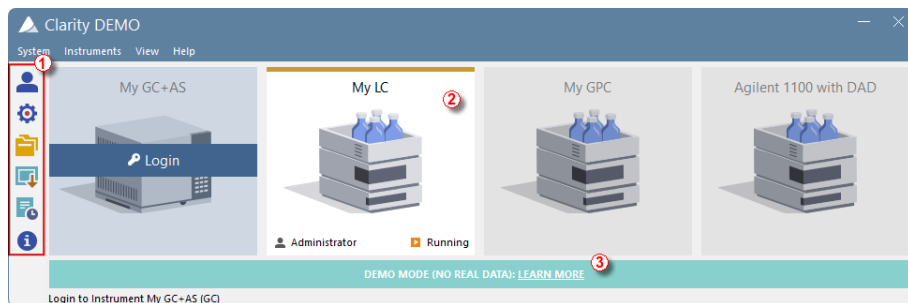 Clarity DEMO
System Instruments View Help
1
My GC+AS
My LC
2
My GPC
Agilent 1100 with DAD
Login
Administrator
Running
DEMO MODE (NO REAL DATA): LEARN MORE
3
Login to Instrument My GC+AS (GC)